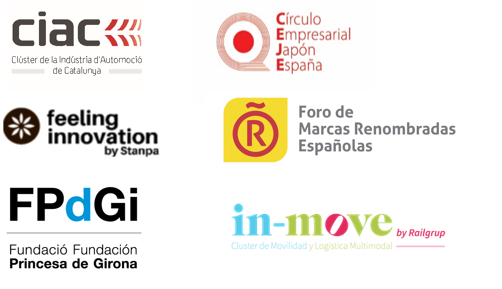 ciac
Clúster de la Indústria d'Automoció
de Catalunya
Círculo
Empresarial
Japón
España
C E J E
feeling
innovation
by Stanpa
R
Foro de
Marcas Renombradas
Españolas
FPdGi
Fundació Fundación
Princesa de Girona
in-move
by Railgrup
Cluster de Movilidad y Logística Multimodal